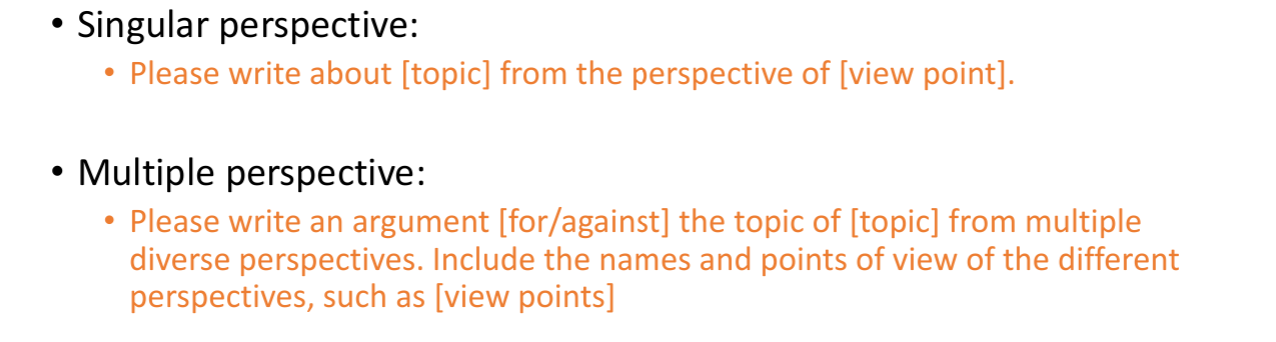 • Singular perspective:
• Please write about [topic] from the perspective of [view point].
• Multiple perspective:
• Please write an argument [for/against] the topic of [topic] from multiple
diverse perspectives. Include the names and points of view of the different
perspectives, such as [view points]